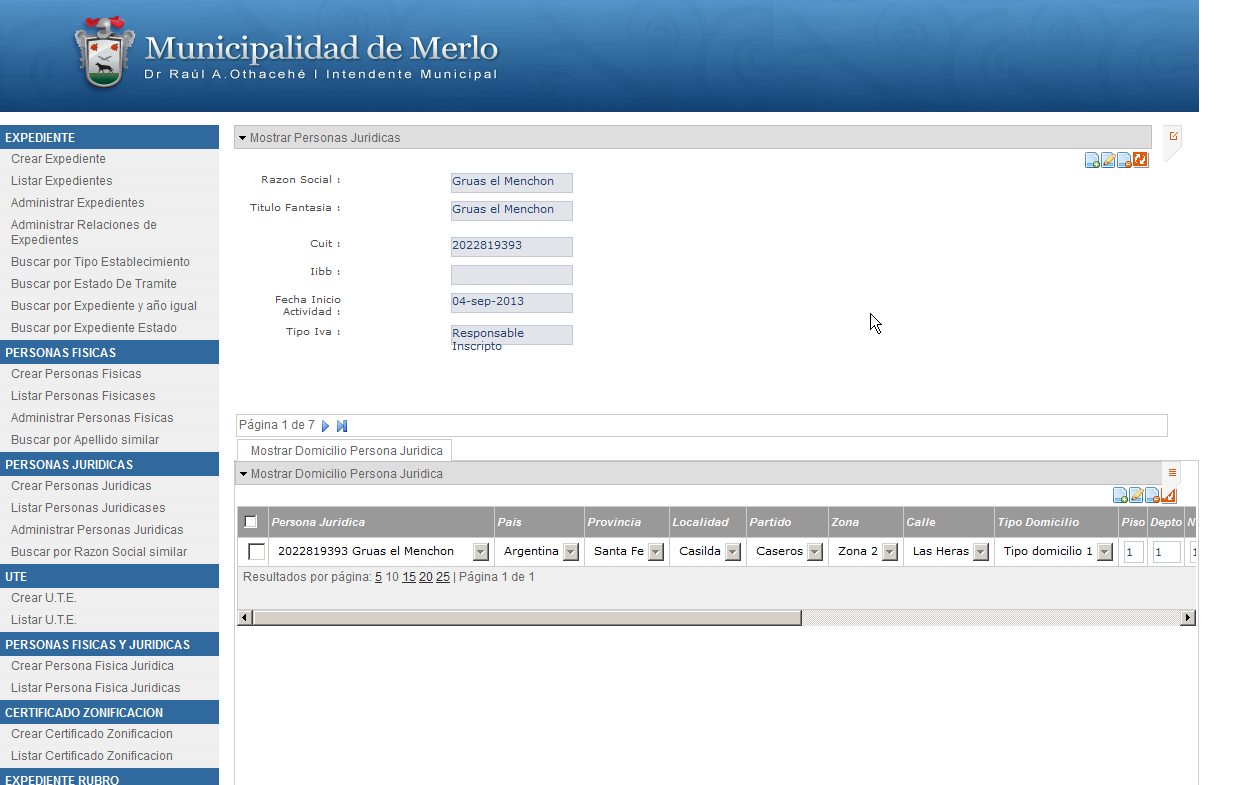 Municipalidad de Merlo
Dr Raúl A.Othacehé | Intendente Municipal
EXPEDIENTE
Crear Expediente
Listar Expedientes
Administrar Expedientes
Administrar Relaciones de
Expedientes
Buscar por Tipo Establecimiento
Buscar por Estado De Tramite
Buscar por Expediente y año igual
Buscar por Expediente Estado
PERSONAS FISICAS
Crear Personas Fisicas
Listar Personas Fisicases
Administrar Personas Fisicas
Buscar por Apellido similar
PERSONAS JURIDICAS
Crear Personas Juridicas
Listar Personas Juridicases
Administrar Personas Juridicas
Buscar por Razon Social similar
UTE
Crear U.T.E.
Listar U.T.E.
PERSONAS FISICAS Y JURIDICAS
Crear Persona Fisica Juridica
Listar Persona Fisica Juridicas
CERTIFICADO ZONIFICACION
Crear Certificado Zonificacion
Listar Certificado Zonificacion
EXPEDIENTE RUBRO
Mostrar Personas Juridicas
Razon Social : Gruas el Menchon
Titulo Fantasia : Gruas el Menchon
Cuit : 2022819393
Iibb :
Fecha Inicio
Actividad : 04-sep-2013
Tipo Iva : Responsable
Inscripto
Página 1 de 7
Mostrar Domicilio Persona Juridica
Mostrar Domicilio Persona Juridica
Persona Juridica Pais Provincia Localidad Partido Zona Calle Tipo Domicilio Piso Depto N
2022819393 Gruas el Menchon Argentina Santa Fe Casilda Caseros Zona 2 Las Heras Tipo domicilio 1 1 1 1
Resultados por página: 5 10 15 20 25 | Página 1 de 1